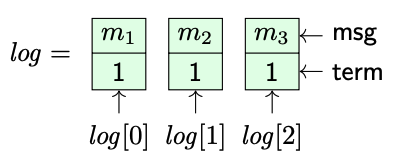 log = m₁ m₂ m₃ ← msg
1 1 1 ← term
↑ ↑ ↑
log[0] log[1] log[2]